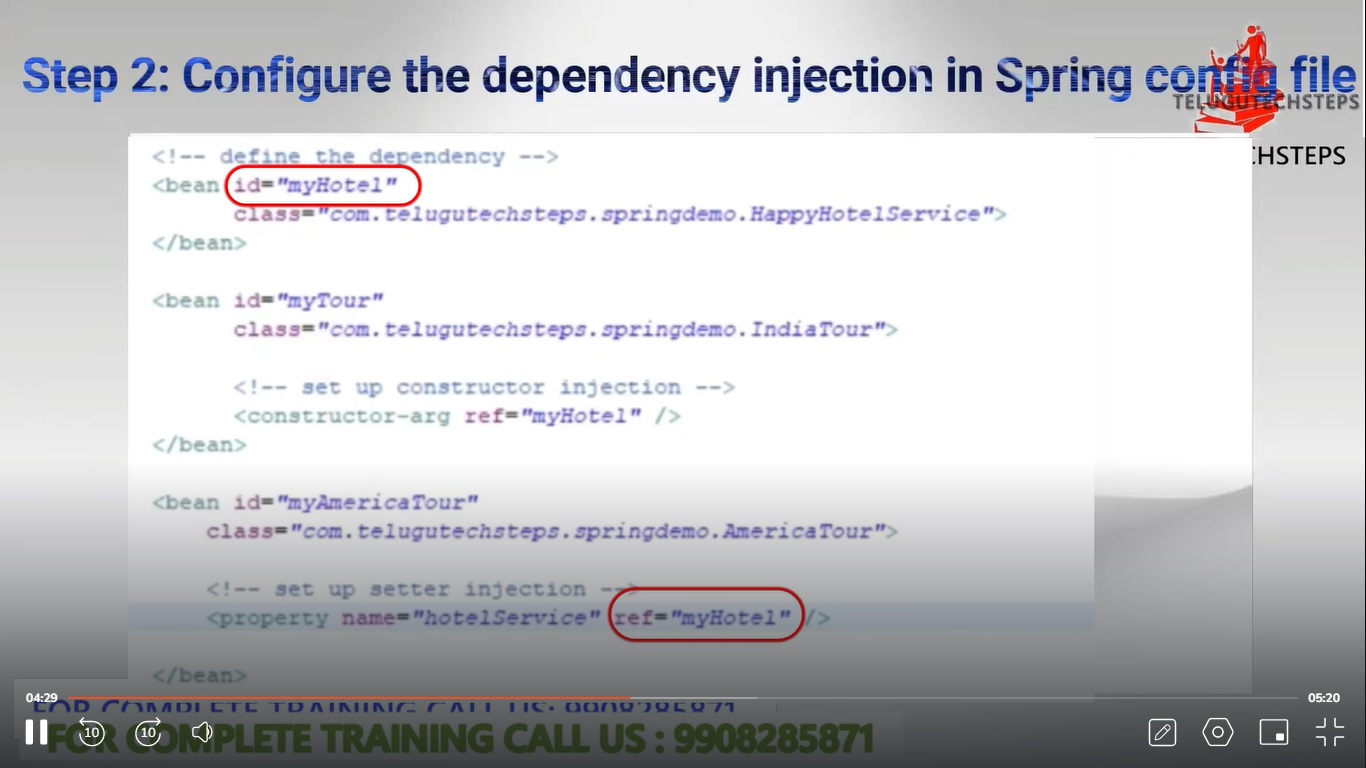 Step 2: Configure the dependency injection in Spring config file
TELUGUTECHSTEPS
CHSTEPS
<!-- define the dependency -->
<bean id="myHotel"
class="com.telugutechsteps.springdemo.HappyHotelService">
</bean>
<bean id="myTour"
class="com.telugutechsteps.springdemo.IndiaTour">
<!-- set up constructor injection -->
<constructor-arg ref="myHotel" />
</bean>
<bean id="myAmericaTour"
class="com.telugutechsteps.springdemo.AmericaTour">
<!-- set up setter injection -->
<property name="hotelService" ref="myHotel" />
</bean>
04:29
05:20
FOR COMPLETE TRAINING CALL US: 9908285871
10
10
FOR COMPLETE TRAINING CALL US : 9908285871